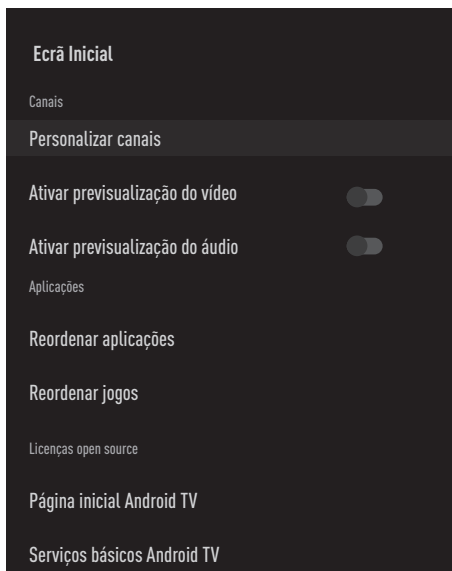 Ecrã Inicial
Canais
Personalizar canais
Ativar previsualização do vídeo
Ativar previsualização do áudio
Aplicações
Reordenar aplicações
Reordenar jogos
Licenças open source
Página inicial Android TV
Serviços básicos Android TV